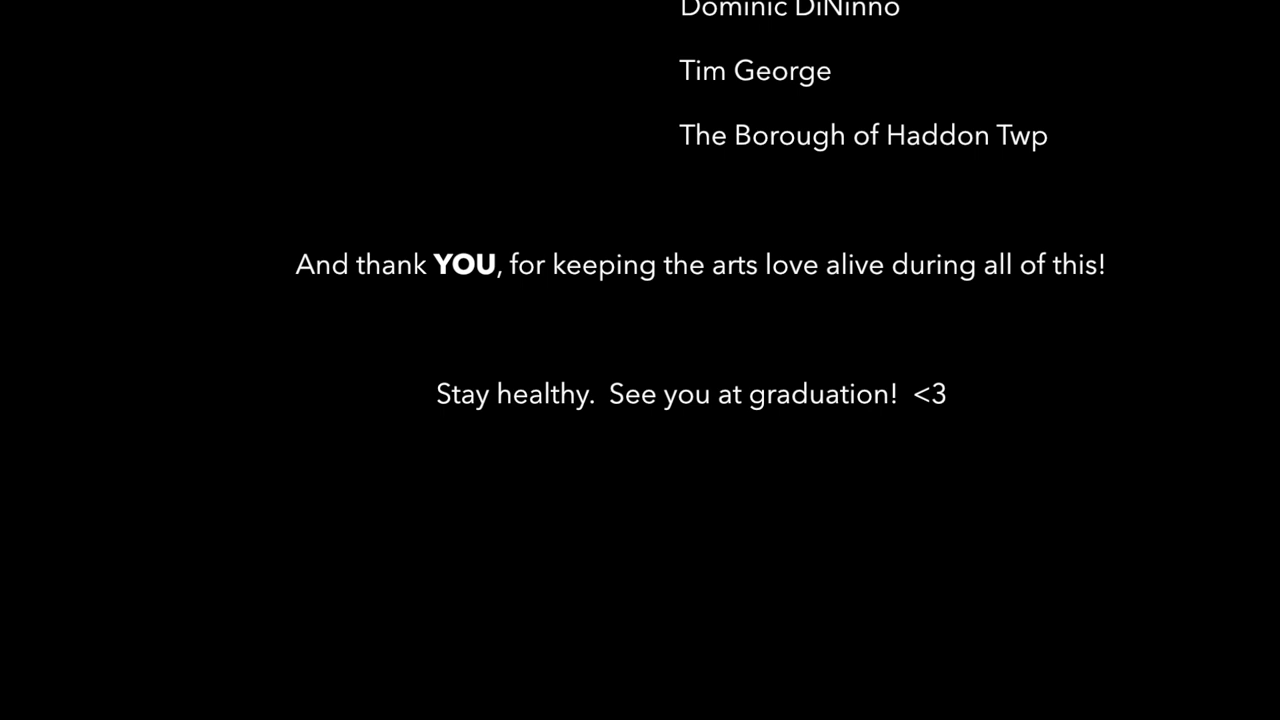 Dominic DiNinno
Tim George
The Borough of Haddon Twp
And thank YOU, for keeping the arts love alive during all of this!
Stay healthy.  See you at graduation!  <3